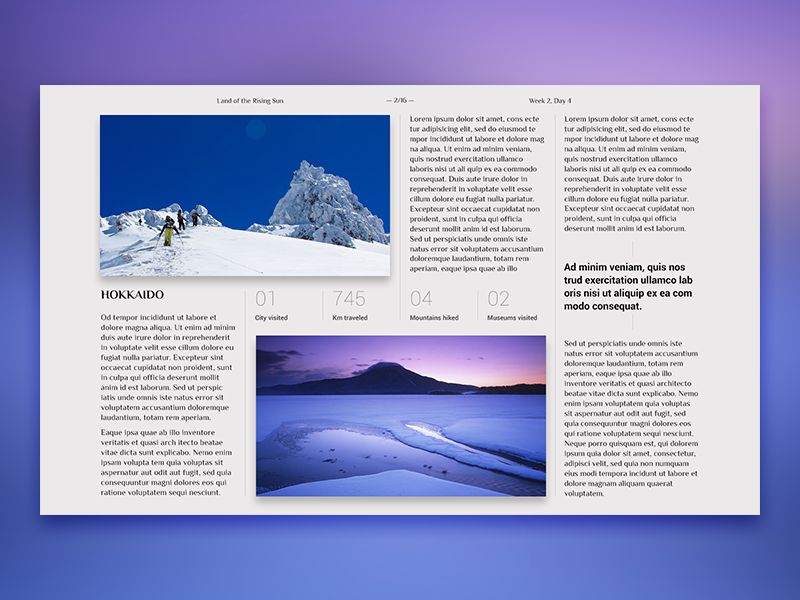 Land of the Rising Sun
— 2/16 —
Week 2, Day 4
HOKKAIDO
Od tempor incididunt ut labore et
dolore magna aliqua. Ut enim ad minim
duis aute irure dolor in reprehenderit
in voluptate velit esse cillum dolore eu
fugiat nulla pariatur. Excepteur sint
occaecat cupidatat non proident, sunt
in culpa qui officia deserunt mollit
anim id est laborum. Sed ut perspic
iatis unde omnis iste natus error sit
voluptatem accusantium doloremque
laudantium, totam rem aperiam.
Eaque ipsa quae ab illo inventore
veritatis et quasi arch itecto beatae
vitae dicta sunt explicabo. Nemo enim
ipsam volupta tem quia voluptas sit
aspernatur aut odit aut fugit, sed quia
consequuntur magni dolores eos qui
ratione voluptatem sequi nesciunt.
01
City visited
745
Km traveled
04
Mountains hiked
02
Museums visited
Lorem ipsum dolor sit amet, cons ecte
tur adipisicing elit, sed do eiusmod te
mpor incididunt ut labore et dolore mag
na aliqua. Ut enim ad minim veniam,
quis nostrud exercitation ullamco
laboris nisi ut ali quip ex ea commodo
consequat. Duis aute irure dolor in
reprehenderit in voluptate velit esse
cillum dolore eu fugiat nulla pariatur.
Excepteur sint occaecat cupidatat non
proident, sunt in culpa qui officia
deserunt mollit anim id est laborum.
Sed ut perspiciatis unde omnis iste
natus error sit voluptatem accusantium
doloremque laudantium, totam rem
aperiam, eaque ipsa quae ab illo
Lorem ipsum dolor sit amet, cons ecte
tur adipisicing elit, sed do eiusmod te
mpor incididunt ut labore et dolore mag
na aliqua. Ut enim ad minim veniam,
quis nostrud exercitation ullamco
laboris nisi ut ali quip ex ea commodo
consequat. Duis aute irure dolor in
reprehenderit in voluptate velit esse
cillum dolore eu fugiat nulla pariatur.
Excepteur sint occaecat cupidatat non
proident, sunt in culpa qui officia
deserunt mollit anim id est laborum.
Ad minim veniam, quis nos
trud exercitation ullamco lab
oris nisi ut aliquip ex ea com
modo consequat.
Sed ut perspiciatis unde omnis iste
natus error sit voluptatem accusantium
doloremque laudantium, totam rem
aperiam, eaque ipsa quae ab illo
inventore veritatis et quasi architecto
beatae vitae dicta sunt explicabo. Nemo
enim ipsam voluptatem quia voluptas
sit aspernatur aut odit aut fugit, sed
quia consequuntur magni dolores eos
qui ratione voluptatem sequi nesciunt.
Neque porro quisquam est, qui dolorem
ipsum quia dolor sit amet, consectetur,
adipisci velit, sed quia non numquam
eius modi tempora incidunt ut labore et
dolore magnam aliquam quaerat
voluptatem.